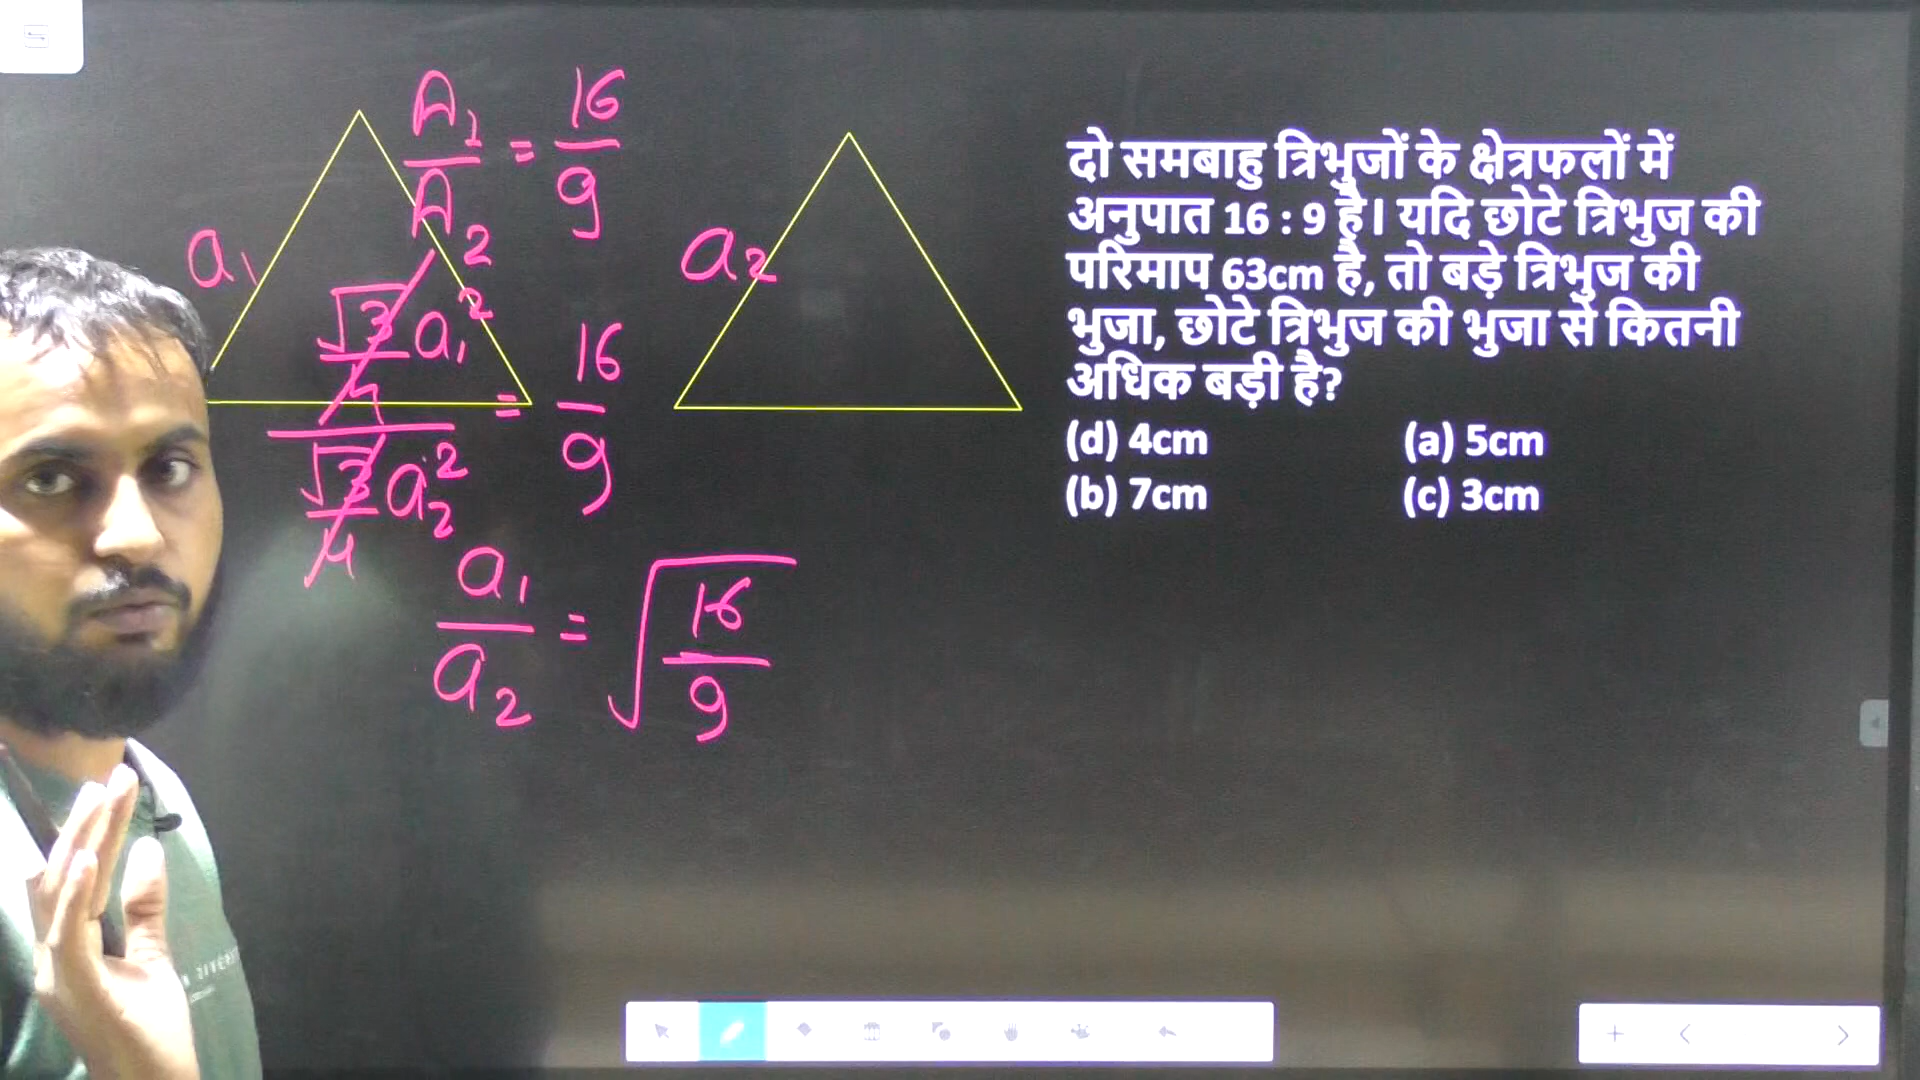 A₁/A₂ = 16/9
a₁
a₂
(√3/4 a₁²)/(√3/4 a₂²) = 16/9
a₁/a₂ = √(16/9)
दो समबाहु त्रिभुजों के क्षेत्रफलों में
अनुपात 16 : 9 है। यदि छोटे त्रिभुज की
परिमाप 63cm है, तो बड़े त्रिभुज की
भुजा, छोटे त्रिभुज की भुजा से कितनी
अधिक बड़ी है?
(d) 4cm (a) 5cm
(b) 7cm (c) 3cm